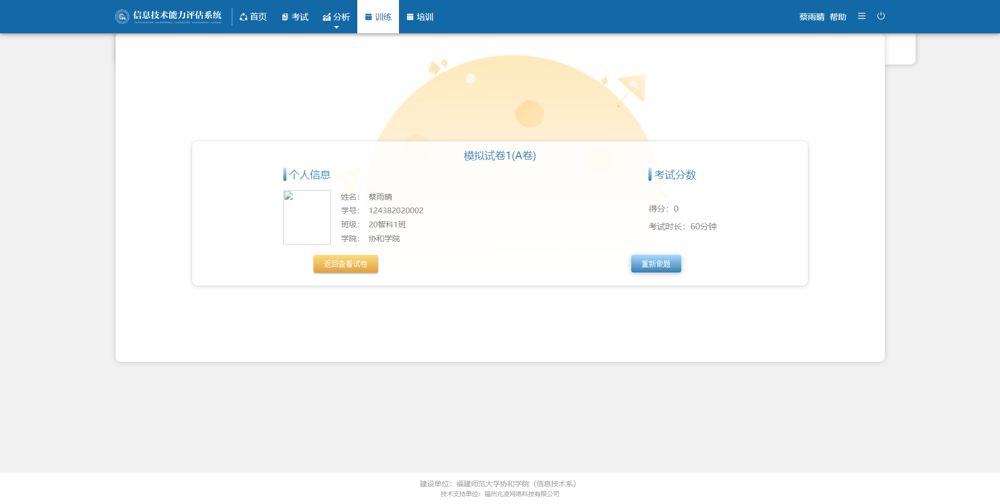 信息技术能力评估系统
Information technology capability evaluation system
首页 考试 分析 训练 培训
蔡雨晴 帮助
模拟试卷1(A卷)
个人信息
考试分数
姓名： 蔡雨晴
学号： 124382020002
班级： 20智科1班
学院： 协和学院
得分：0
考试时长：60分钟
返回查看试卷
重新做题
建设单位：福建师范大学协和学院（信息技术系）
技术支持单位：福州兆凌网络科技有限公司